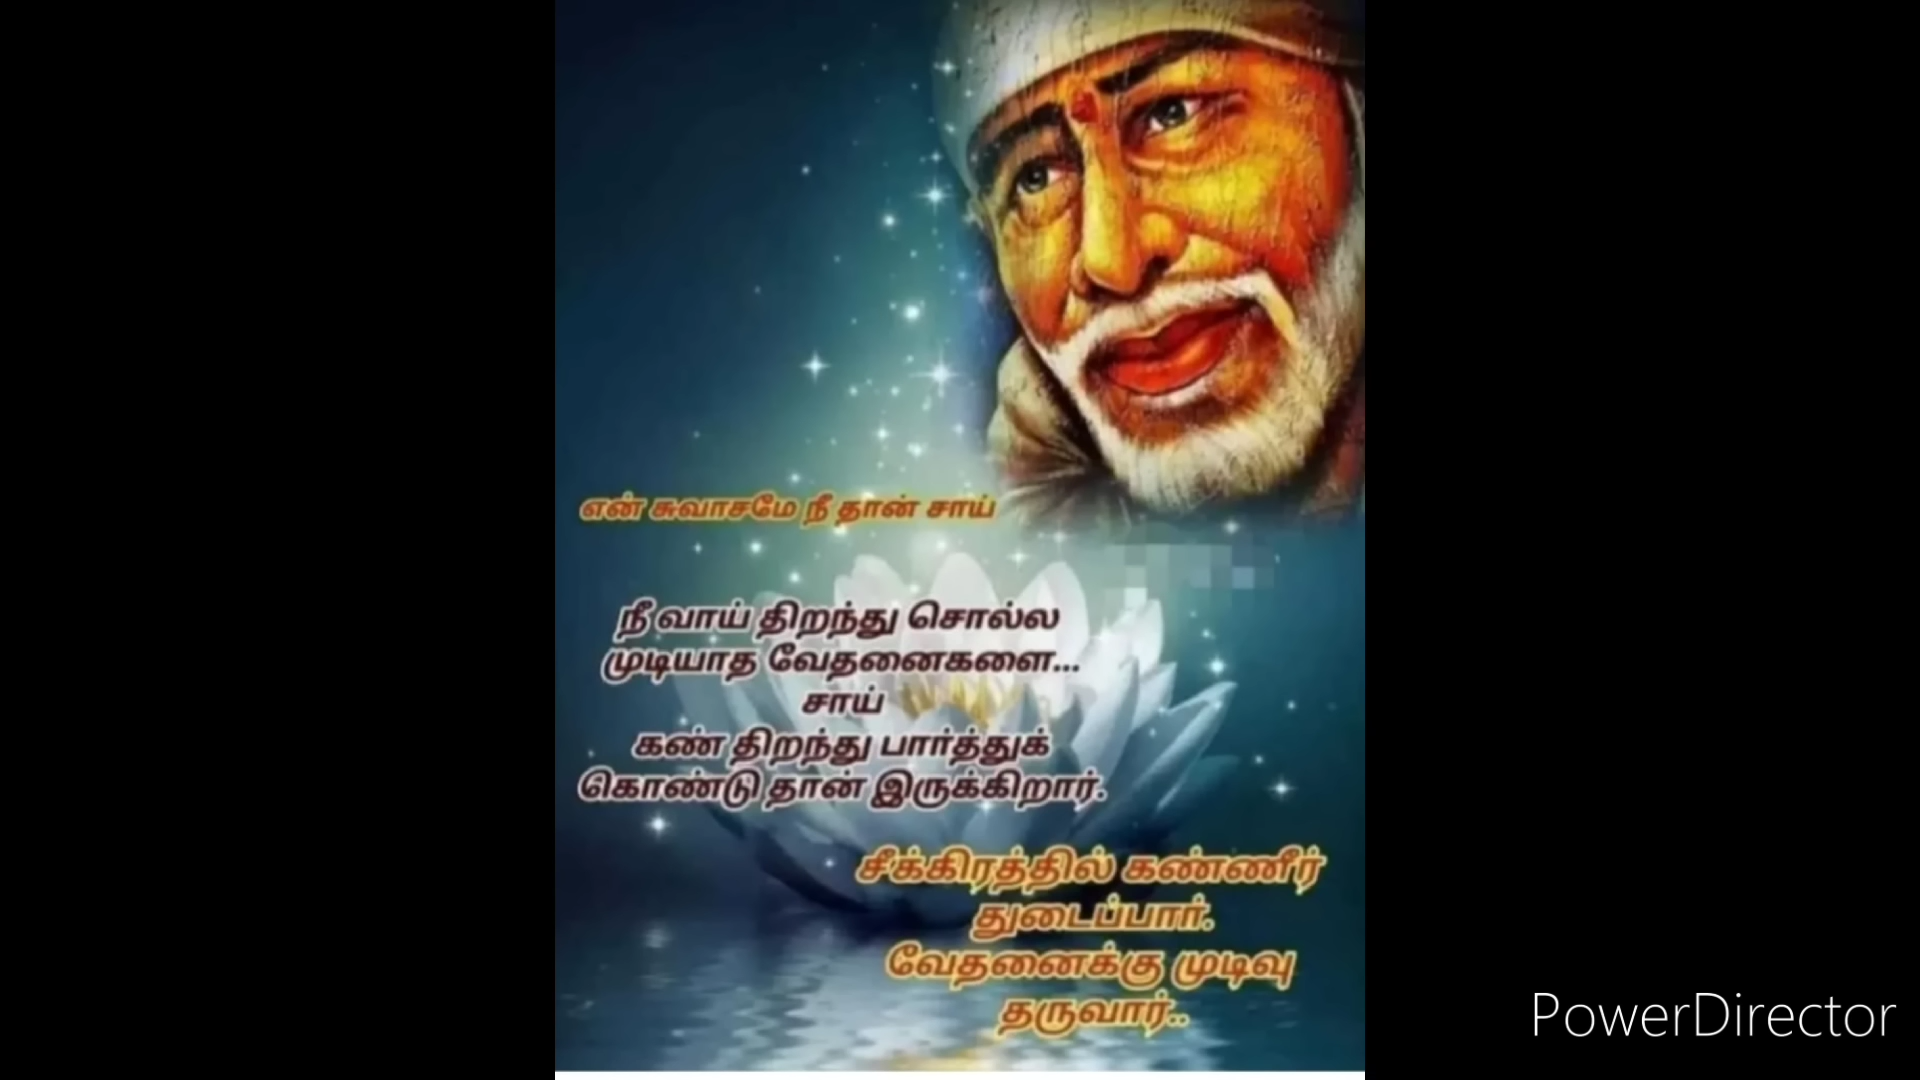 என் சுவாசமே நீ தான் சாய்
நீ வாய் திறந்து சொல்ல
முடியாத வேதனைகளை...
சாய்
கண் திறந்து பார்த்துக்
கொண்டு தான் இருக்கிறார்.
சீக்கிரத்தில் கண்ணீர்
துடைப்பார்.
வேதனைக்கு முடிவு
தருவார்..
PowerDirector